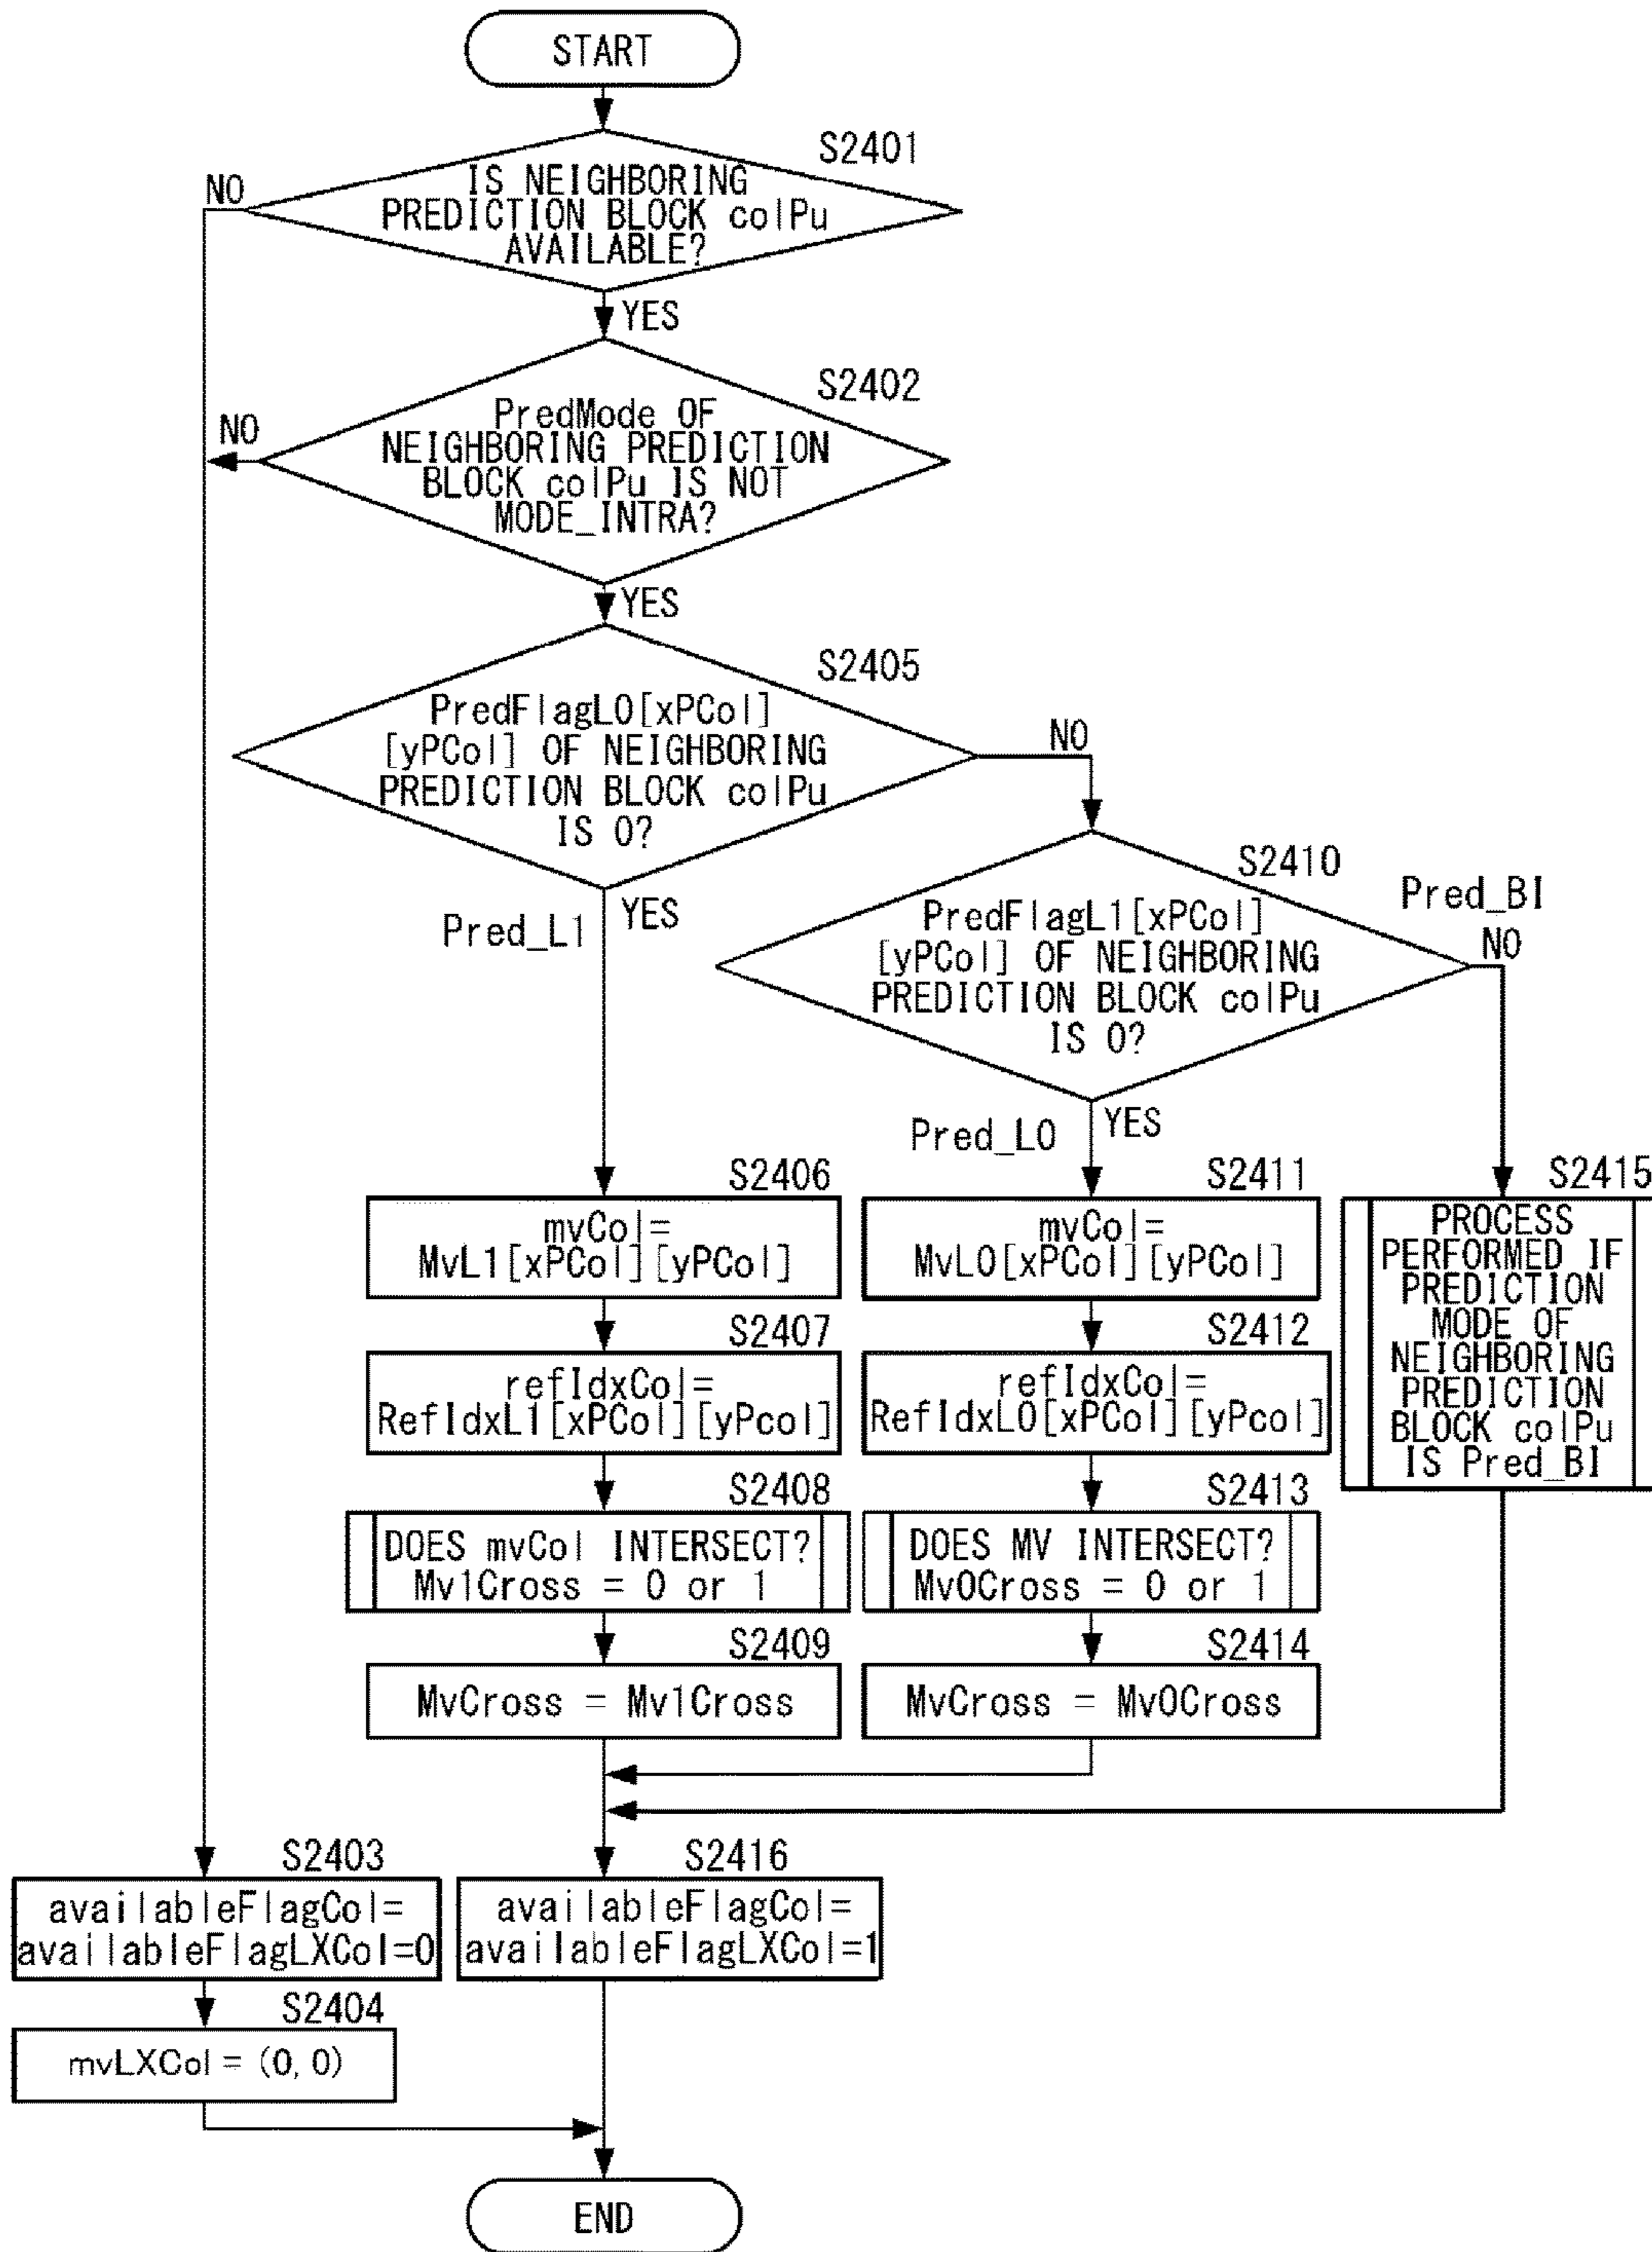 START
S2401
NO
IS NEIGHBORING
PREDICTION BLOCK colPu
AVAILABLE?
YES
S2402
NO
PredMode OF
NEIGHBORING PREDICTION
BLOCK colPu IS NOT
MODE_INTRA?
YES
S2405
PredFlagL0[xPCol]
[yPCol] OF NEIGHBORING
PREDICTION BLOCK colPu
IS 0?
NO
Pred_L1
YES
S2410
PredFlagL1[xPCol]
[yPCol] OF NEIGHBORING
PREDICTION BLOCK colPu
IS 0?
Pred_BI
NO
Pred_L0
YES
S2406
mvCol=
MvL1[xPCol][yPCol]
S2407
refIdxCol=
RefIdxL1[xPCol][yPcol]
S2408
DOES mvCol INTERSECT?
Mv1Cross = 0 or 1
S2409
MvCross = Mv1Cross
S2411
mvCol=
MvL0[xPCol][yPCol]
S2412
refIdxCol=
RefIdxL0[xPCol][yPcol]
S2413
DOES MV INTERSECT?
Mv0Cross = 0 or 1
S2414
MvCross = Mv0Cross
S2415
PROCESS
PERFORMED IF
PREDICTION
MODE OF
NEIGHBORING
PREDICTION
BLOCK colPu
IS Pred_BI
S2403
availableFlagCol=
availableFlagLXCol=0
S2404
mvLXCol = (0, 0)
S2416
availableFlagCol=
availableFlagLXCol=1
END